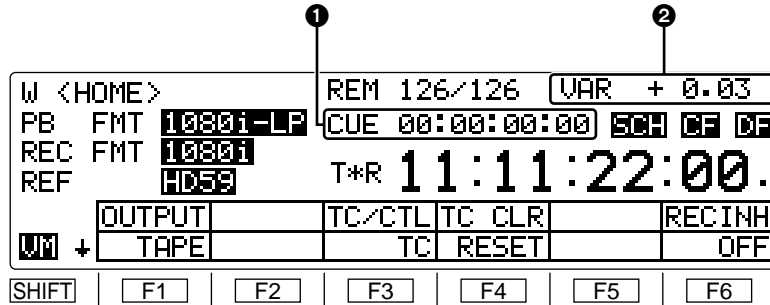 ❶ ❷
W <HOME> REM 126/126 VAR + 0.03
PB FMT 1080i-LP CUE 00:00:00:00 SCH CF DF
REC FMT 1080i
REF HD59 T*R 11:11:22:00.
OUTPUT TC/CTL TC CLR RECINH
VM ↓ TAPE TC RESET OFF
SHIFT F1 F2 F3 F4 F5 F6